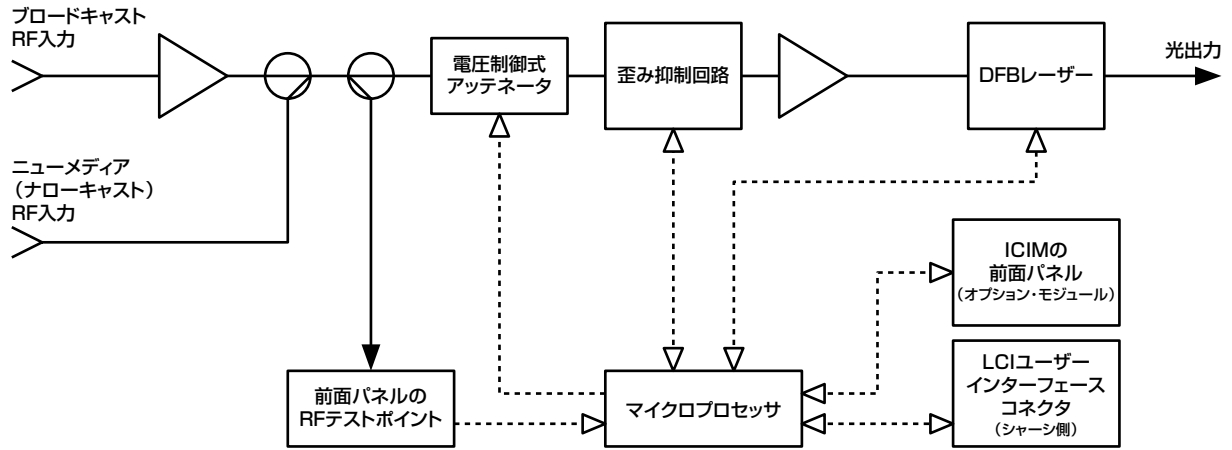 ブロードキャスト
RF入力
電圧制御式
アッテネータ
歪み抑制回路
DFBレーザー
光出力
ニューメディア
(ナローキャスト)
RF入力
ICIMの
前面パネル
(オプション・モジュール)
前面パネルの
RFテストポイント
マイクロプロセッサ
LCIユーザー
インターフェース
コネクタ
(シャーシ側)